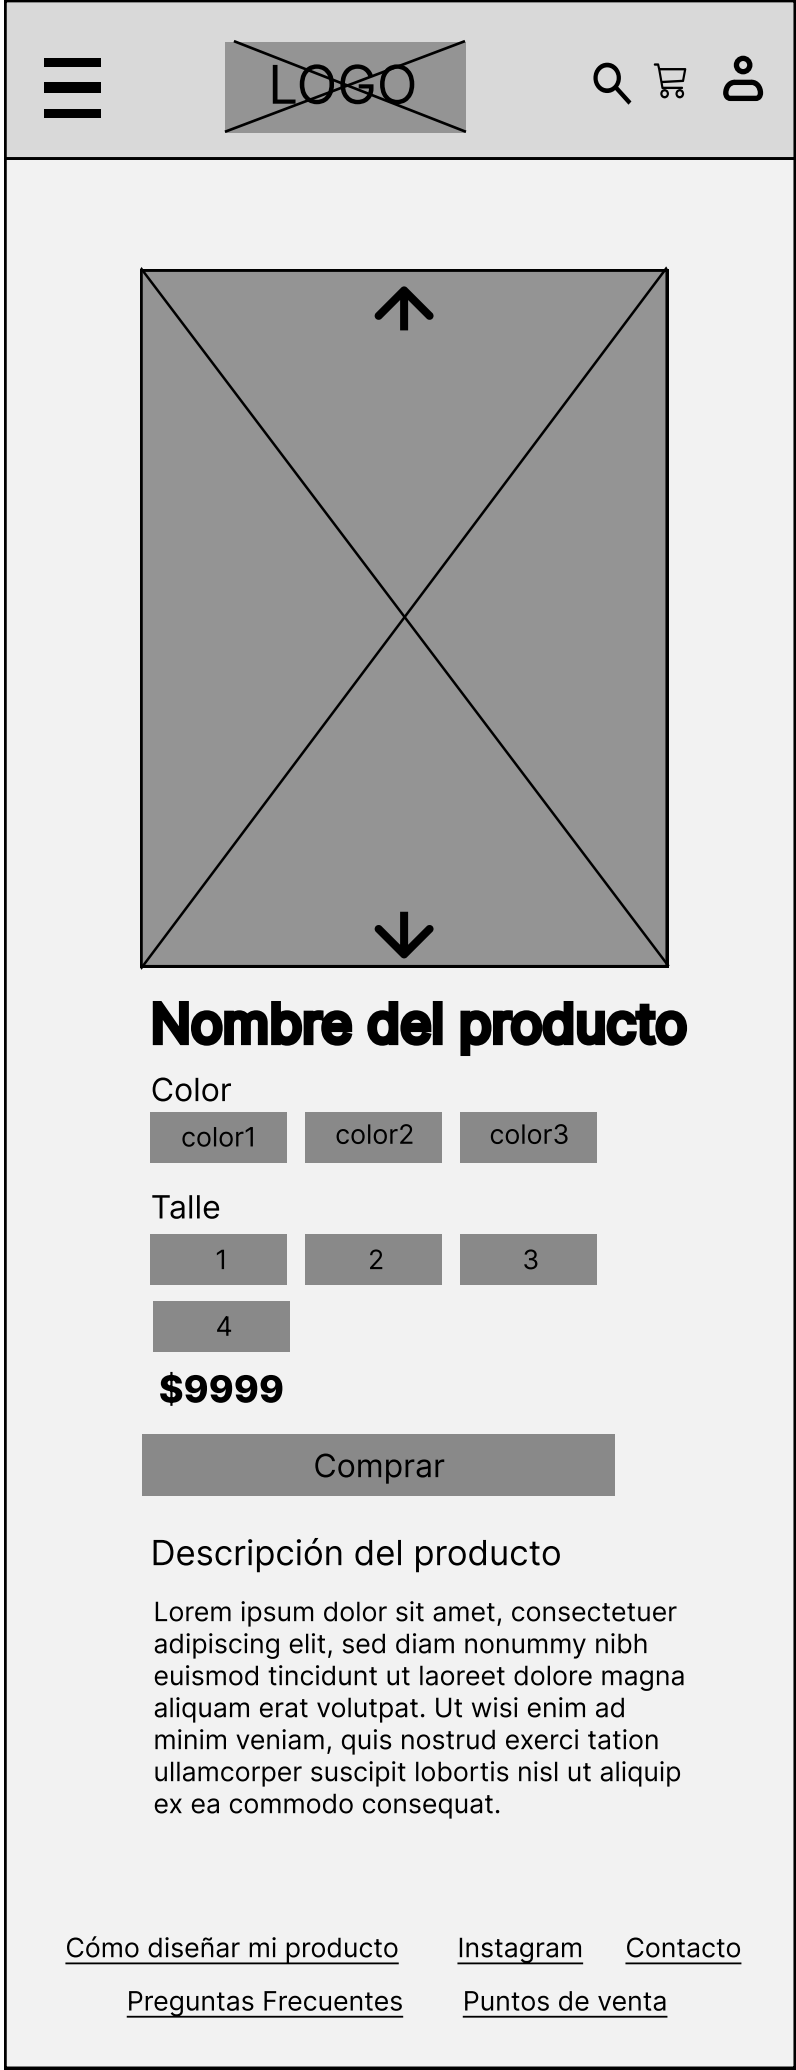 LOGO
Nombre del producto
Color
color1 color2 color3
Talle
1 2 3
4
$9999
Comprar
Descripción del producto
Lorem ipsum dolor sit amet, consectetuer
adipiscing elit, sed diam nonummy nibh
euismod tincidunt ut laoreet dolore magna
aliquam erat volutpat. Ut wisi enim ad
minim veniam, quis nostrud exerci tation
ullamcorper suscipit lobortis nisl ut aliquip
ex ea commodo consequat.
Cómo diseñar mi producto Instagram Contacto
Preguntas Frecuentes Puntos de venta